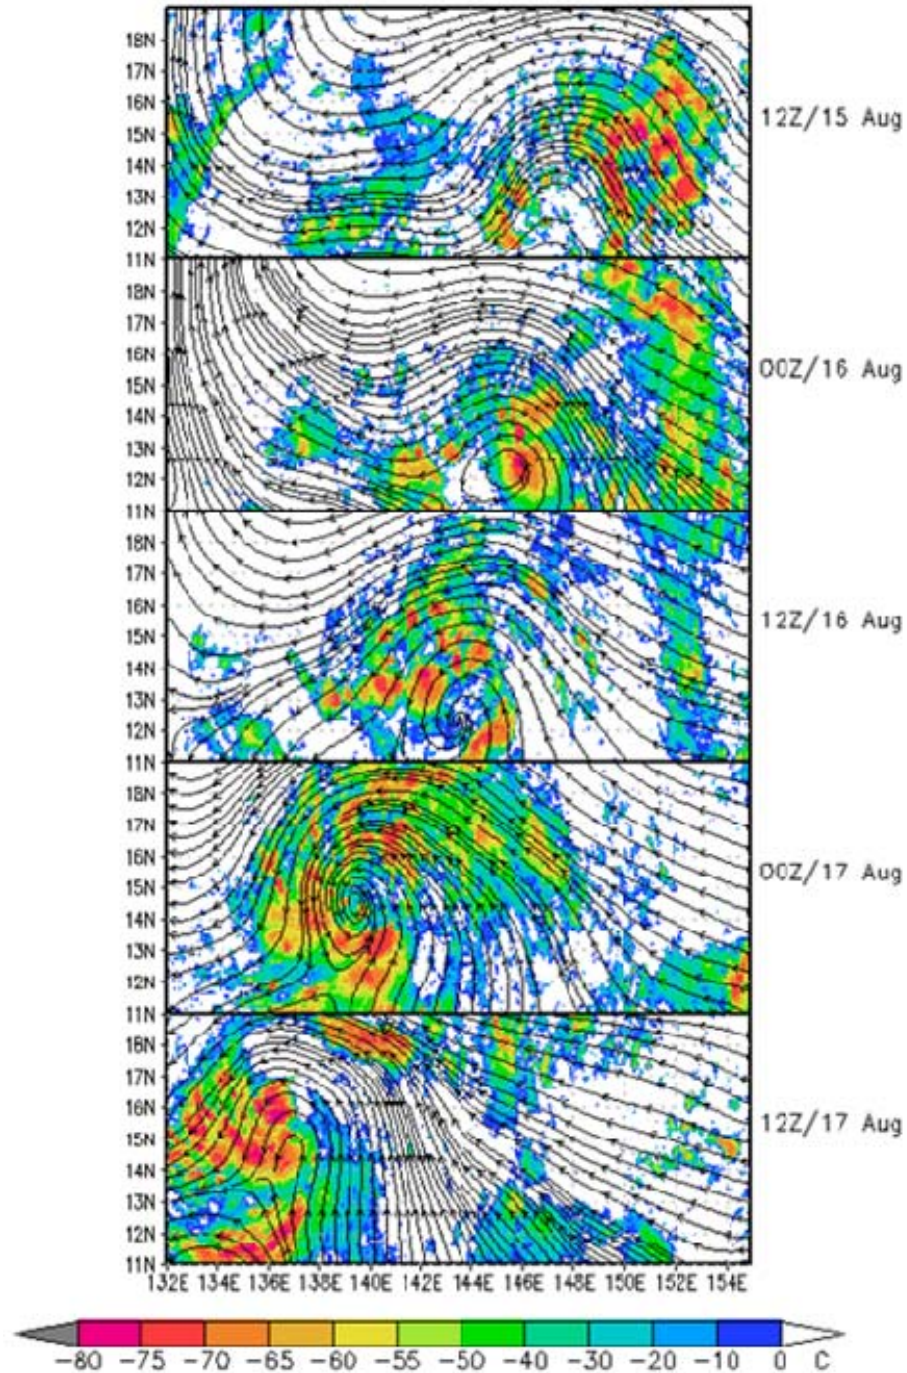 18N
17N
16N
15N
14N
13N
12N
11N
12Z/15 Aug
18N
17N
16N
15N
14N
13N
12N
11N
00Z/16 Aug
18N
17N
16N
15N
14N
13N
12N
11N
12Z/16 Aug
18N
17N
16N
15N
14N
13N
12N
11N
00Z/17 Aug
18N
17N
16N
15N
14N
13N
12N
11N
12Z/17 Aug
132E 134E 136E 138E 140E 142E 144E 146E 148E 150E 152E 154E
-80 -75 -70 -65 -60 -55 -50 -40 -30 -20 -10 0 C